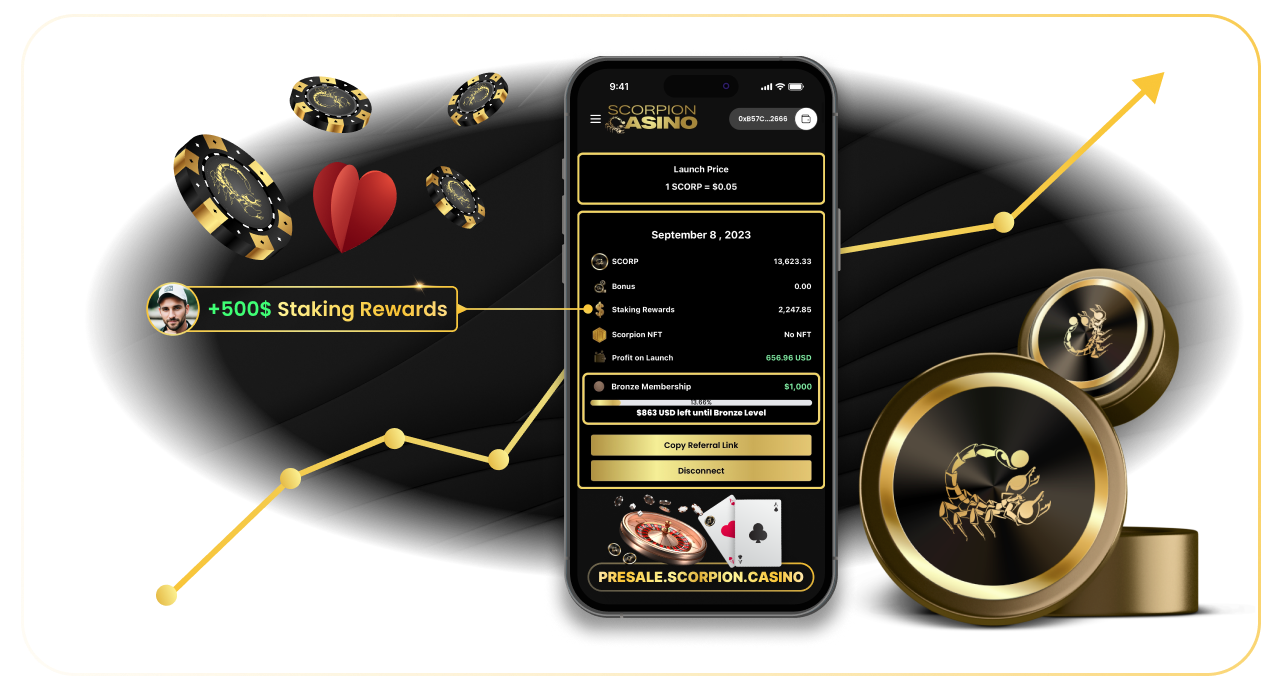 9:41
SCORPION
CASINO
0xB57C...2666
Launch Price
1 SCORP = $0.05
September 8 , 2023
SCORP 13,623.33
Bonus 0.00
+500$ Staking Rewards
Staking Rewards 2,247.85
Scorpion NFT No NFT
Profit on Launch 656.96 USD
Bronze Membership $1,000
13.66%
$863 USD left until Bronze Level
Copy Referral Link
Disconnect
A
A
PRESALE.SCORPION.CASINO